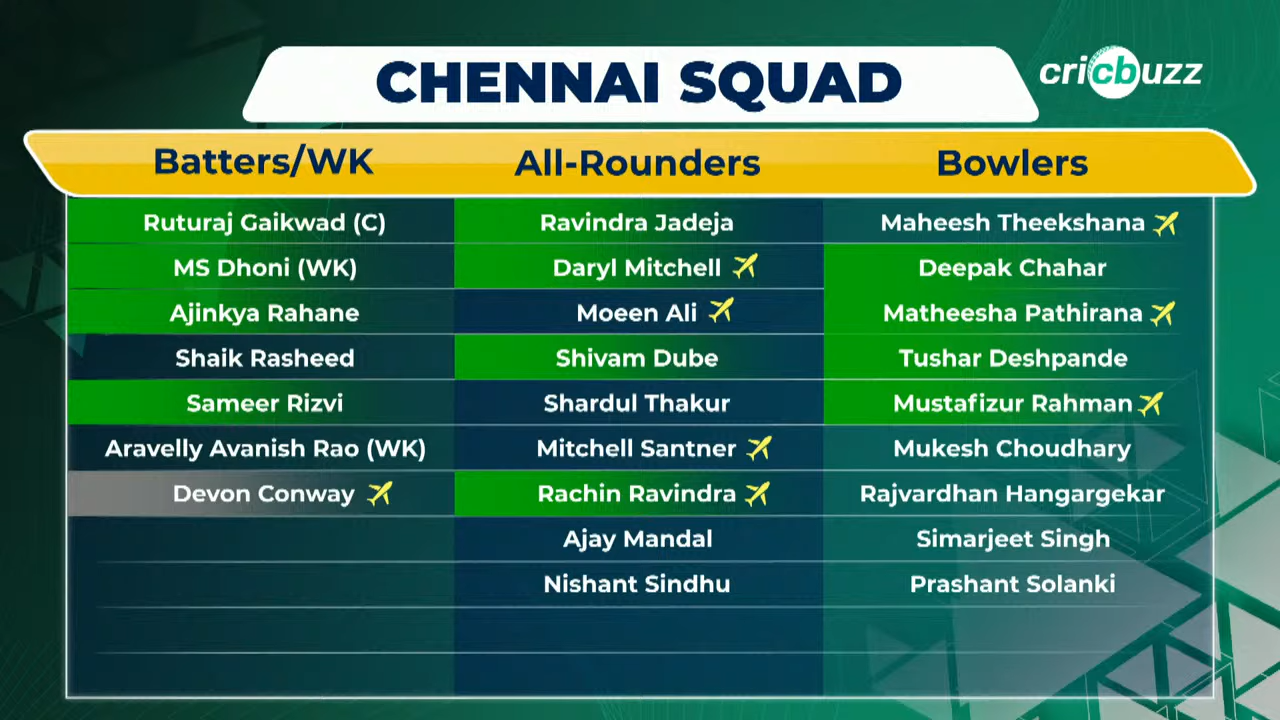 CHENNAI SQUAD
cricbuzz
Batters/WK All-Rounders Bowlers
Ruturaj Gaikwad (C) Ravindra Jadeja Maheesh Theekshana
MS Dhoni (WK) Daryl Mitchell Deepak Chahar
Ajinkya Rahane Moeen Ali Matheesha Pathirana
Shaik Rasheed Shivam Dube Tushar Deshpande
Sameer Rizvi Shardul Thakur Mustafizur Rahman
Aravelly Avanish Rao (WK) Mitchell Santner Mukesh Choudhary
Devon Conway Rachin Ravindra Rajvardhan Hangargekar
Ajay Mandal Simarjeet Singh
Nishant Sindhu Prashant Solanki